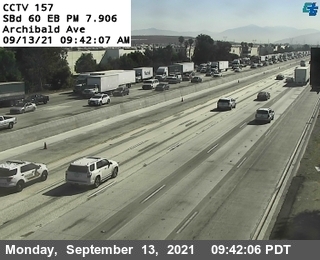 CCTV 157
SBd 60 EB PM 7.906
Archibald Ave
09/13/21 09:42:07 AM
Monday, September 13, 2021 09:42:06 PDT